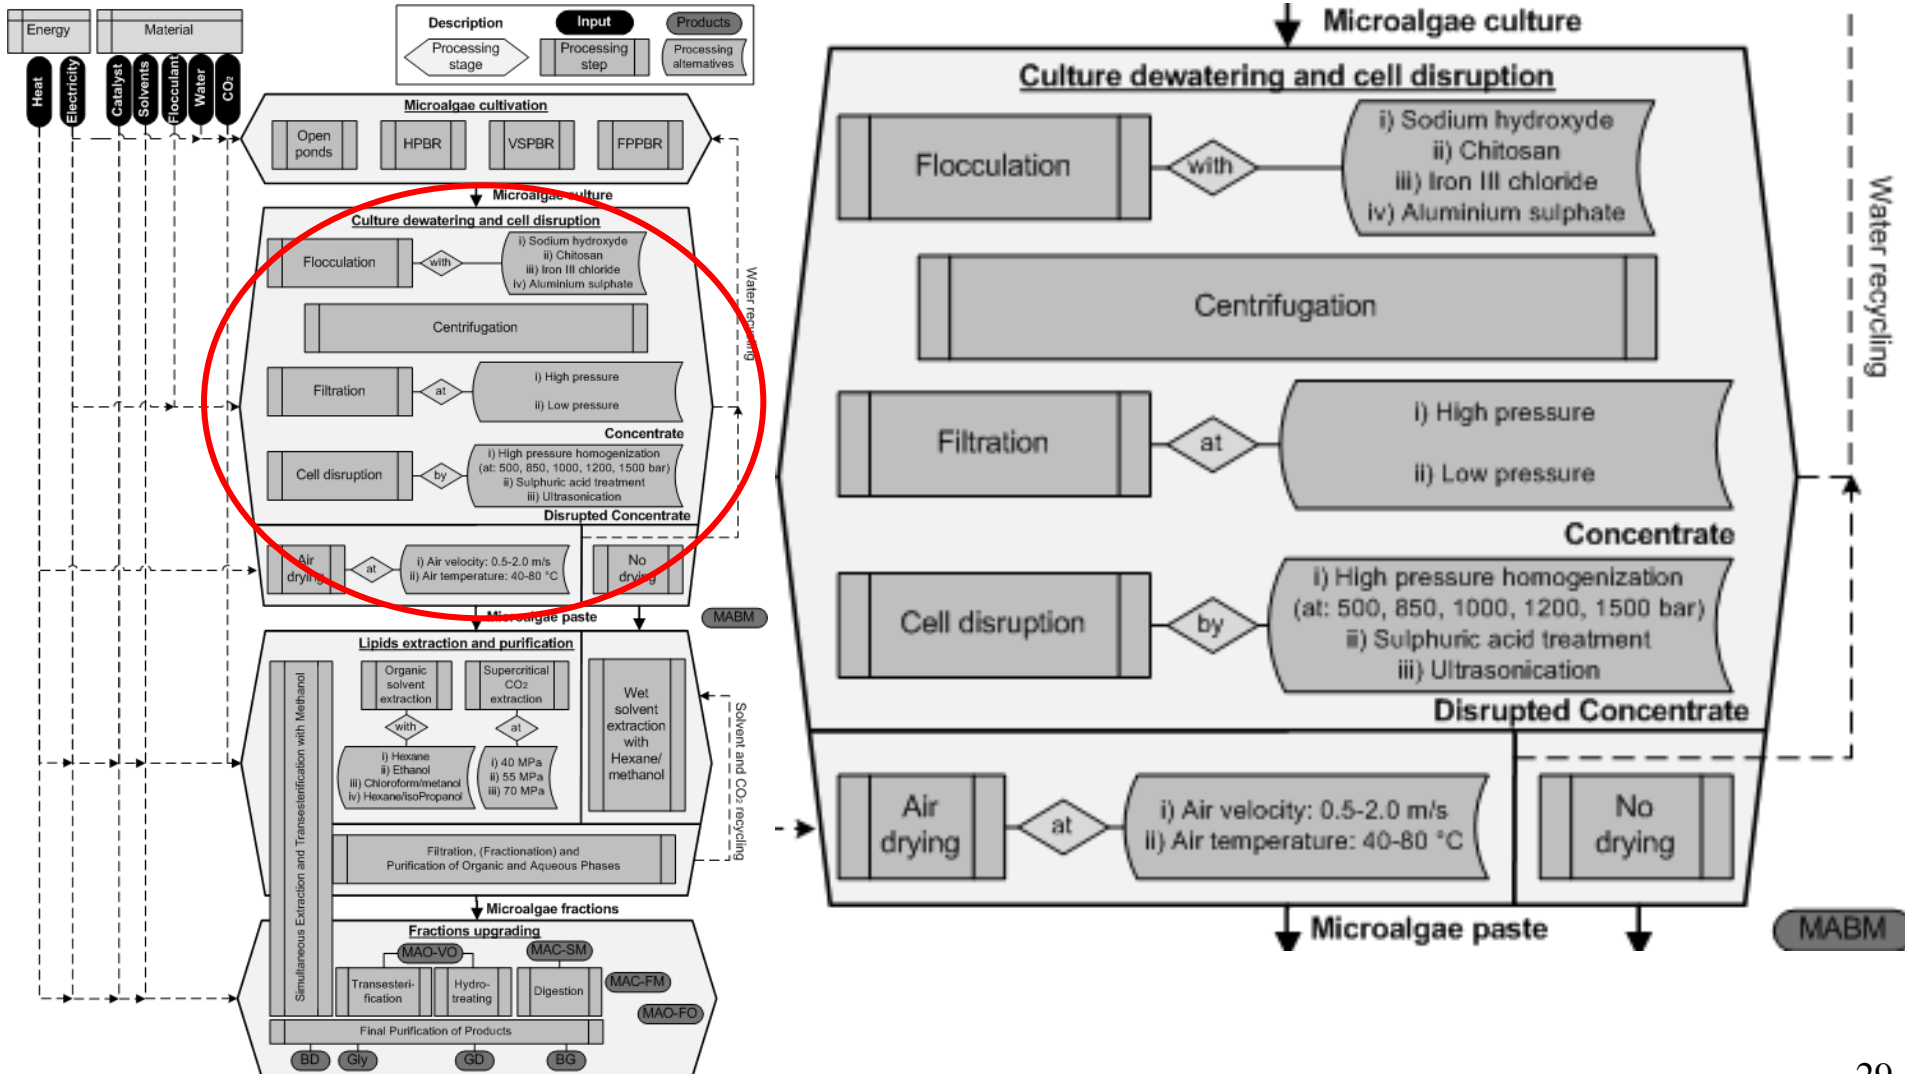 Energy
Material
Heat
Electricity
Catalyst
Solvents
Flocculant
Water
CO₂
Description
Input
Products
Processing
stage
Processing
step
Processing
alternatives
Microalgae cultivation
Open
ponds
HPBR
VSPBR
FPPBR
Microalgae culture
Culture dewatering and cell disruption
Flocculation
with
i) Sodium hydroxyde
ii) Chitosan
iii) Iron III chloride
iv) Aluminium sulphate
Centrifugation
Filtration
at
i) High pressure
ii) Low pressure
Concentrate
Cell disruption
by
i) High pressure homogenization
(at: 500, 850, 1000, 1200, 1500 bar)
ii) Sulphuric acid treatment
iii) Ultrasonication
Disrupted Concentrate
Air
drying
at
i) Air velocity: 0.5-2.0 m/s
ii) Air temperature: 40-80 °C
No
drying
Water recycling
Microalgae paste
MABM
Lipids extraction and purification
Simultaneous Extraction and Transesterification with Methanol
Organic
solvent
extraction
with
i) Hexane
ii) Ethanol
iii) Chloroform/metanol
iv) Hexane/isoPropanol
Supercritical
CO₂
extraction
at
i) 40 MPa
ii) 55 MPa
iii) 70 MPa
Wet
solvent
extraction
with
Hexane/
methanol
Solvent and CO₂ recycling
Filtration, (Fractionation) and
Purification of Organic and Aqueous Phases
Microalgae fractions
Fractions upgrading
MAO-VO
MAC-SM
Transesteri-
fication
Hydro-
treating
Digestion
MAC-FM
MAO-FO
Final Purification of Products
BD
Gly
GD
BG
Microalgae culture
Culture dewatering and cell disruption
Flocculation
with
i) Sodium hydroxyde
ii) Chitosan
iii) Iron III chloride
iv) Aluminium sulphate
Centrifugation
Filtration
at
i) High pressure
ii) Low pressure
Concentrate
Cell disruption
by
i) High pressure homogenization
(at: 500, 850, 1000, 1200, 1500 bar)
ii) Sulphuric acid treatment
iii) Ultrasonication
Disrupted Concentrate
Air
drying
at
i) Air velocity: 0.5-2.0 m/s
ii) Air temperature: 40-80 °C
No
drying
Water recycling
Microalgae paste
MABM
29